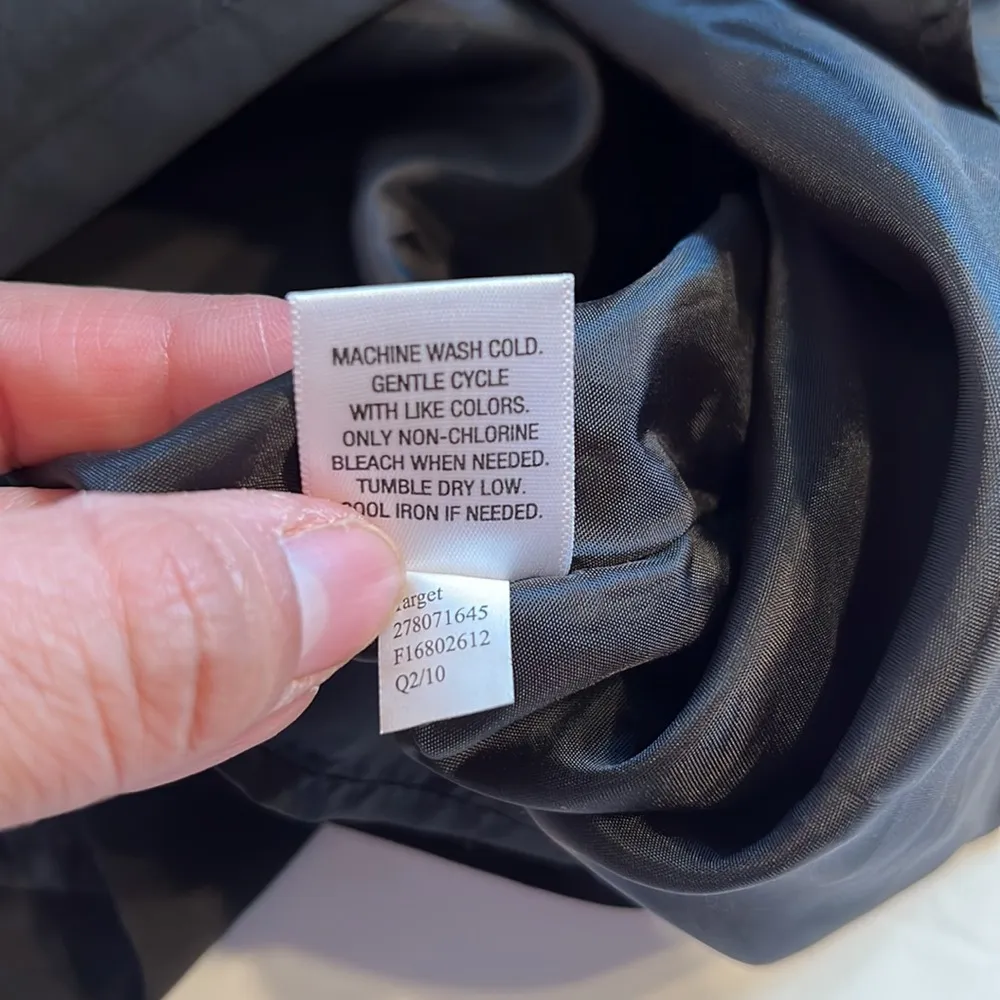 MACHINE WASH COLD.
GENTLE CYCLE
WITH LIKE COLORS.
ONLY NON-CHLORINE
BLEACH WHEN NEEDED.
TUMBLE DRY LOW.
COOL IRON IF NEEDED.
Target
278071645
F16802612
Q2/10